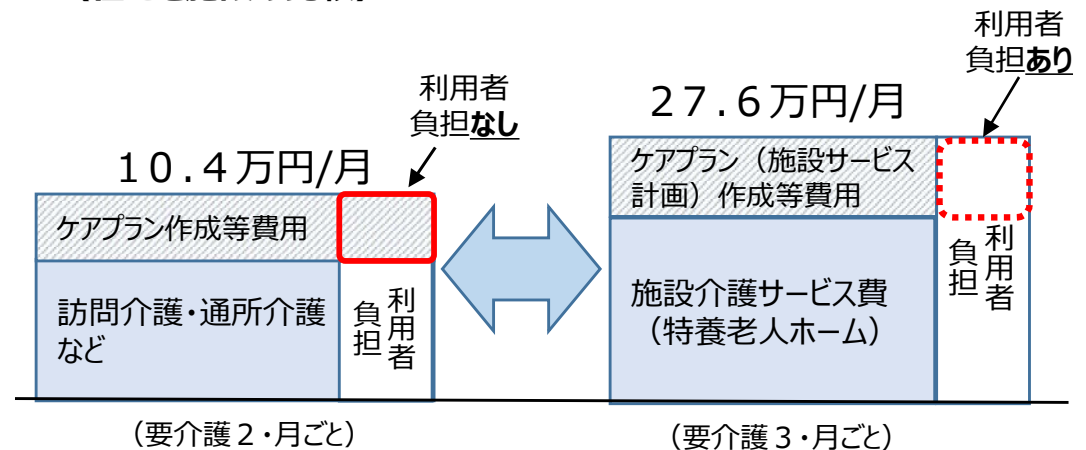 利用者
負担なし
10.4万円/月
ケアプラン作成等費用
訪問介護・通所介護
など
利用者
負担
(要介護2・月ごと)
利用者
負担あり
27.6万円/月
ケアプラン(施設サービス
計画)作成等費用
施設介護サービス費
(特養老人ホーム)
利用者
負担
(要介護3・月ごと)